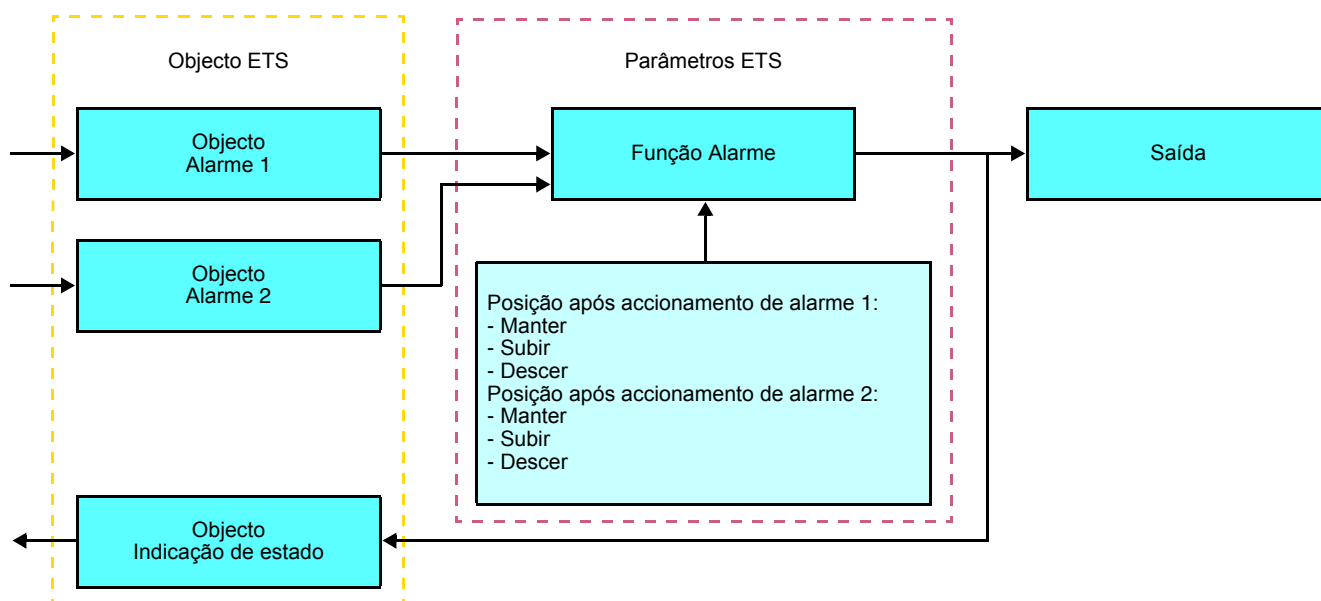 Objecto ETS
Parâmetros ETS
Objecto
Alarme 1
Função Alarme
Saída
Objecto
Alarme 2
Posição após accionamento de alarme 1:
- Manter
- Subir
- Descer
Posição após accionamento de alarme 2:
- Manter
- Subir
- Descer
Objecto
Indicação de estado